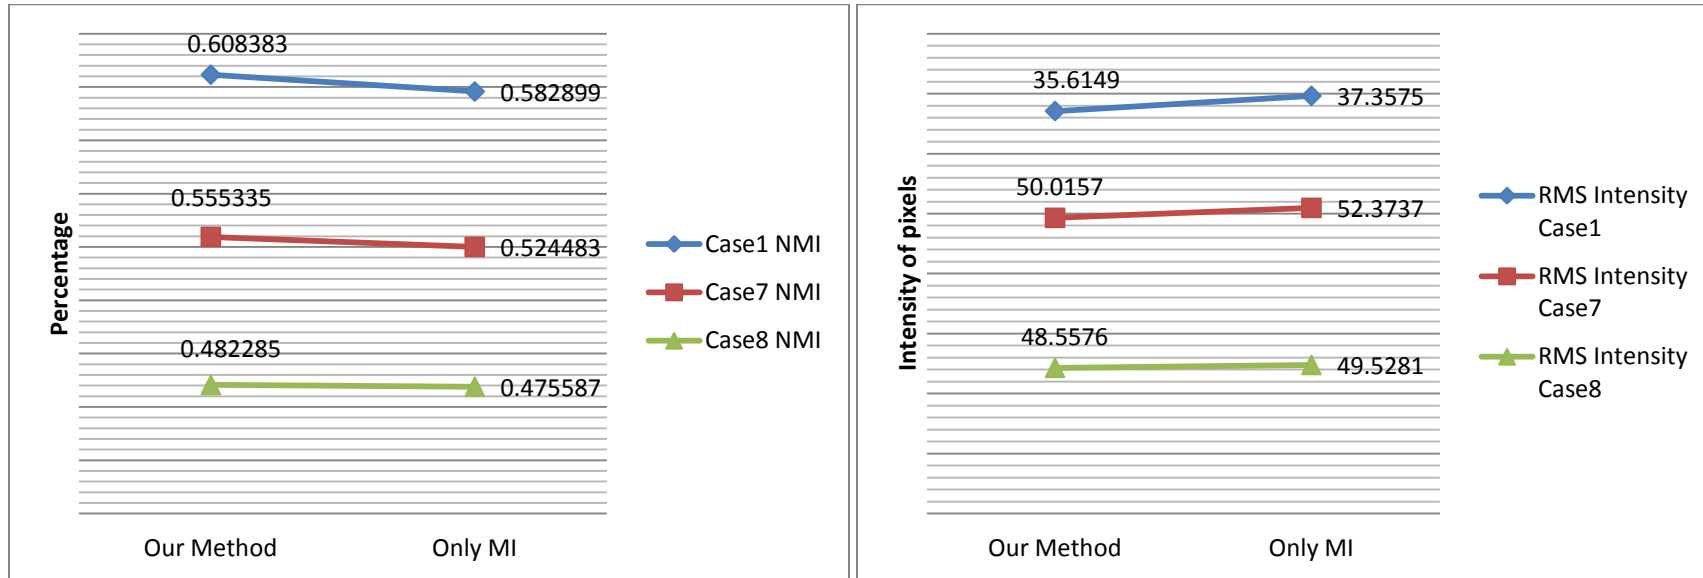 0.608383
0.582899
0.555335
0.524483
0.482285
0.475587
Percentage
Case1 NMI
Case7 NMI
Case8 NMI
Our Method
Only MI
35.6149
37.3575
50.0157
52.3737
48.5576
49.5281
Intensity of pixels
RMS Intensity
Case1
RMS Intensity
Case7
RMS Intensity
Case8
Our Method
Only MI